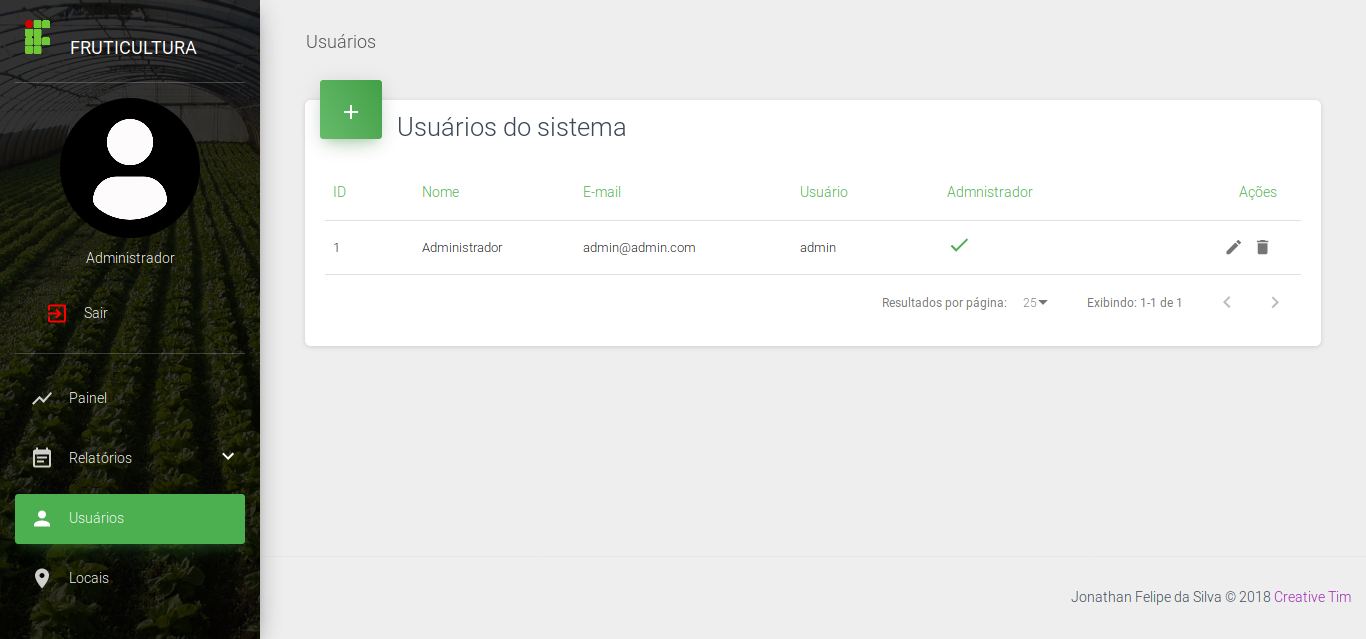 FRUTICULTURA
Administrador
Sair
Painel
Relatórios
Usuários
Locais
Usuários
+
Usuários do sistema
ID Nome E-mail Usuário Admnistrador Ações
1 Administrador admin@admin.com admin
Resultados por página: 25 Exibindo: 1-1 de 1
Jonathan Felipe da Silva © 2018 Creative Tim